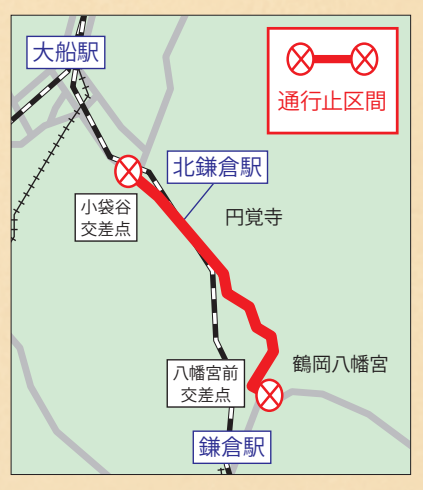 大船駅
通行止区間
北鎌倉駅
小袋谷
交差点
円覚寺
鶴岡八幡宮
八幡宮前
交差点
鎌倉駅